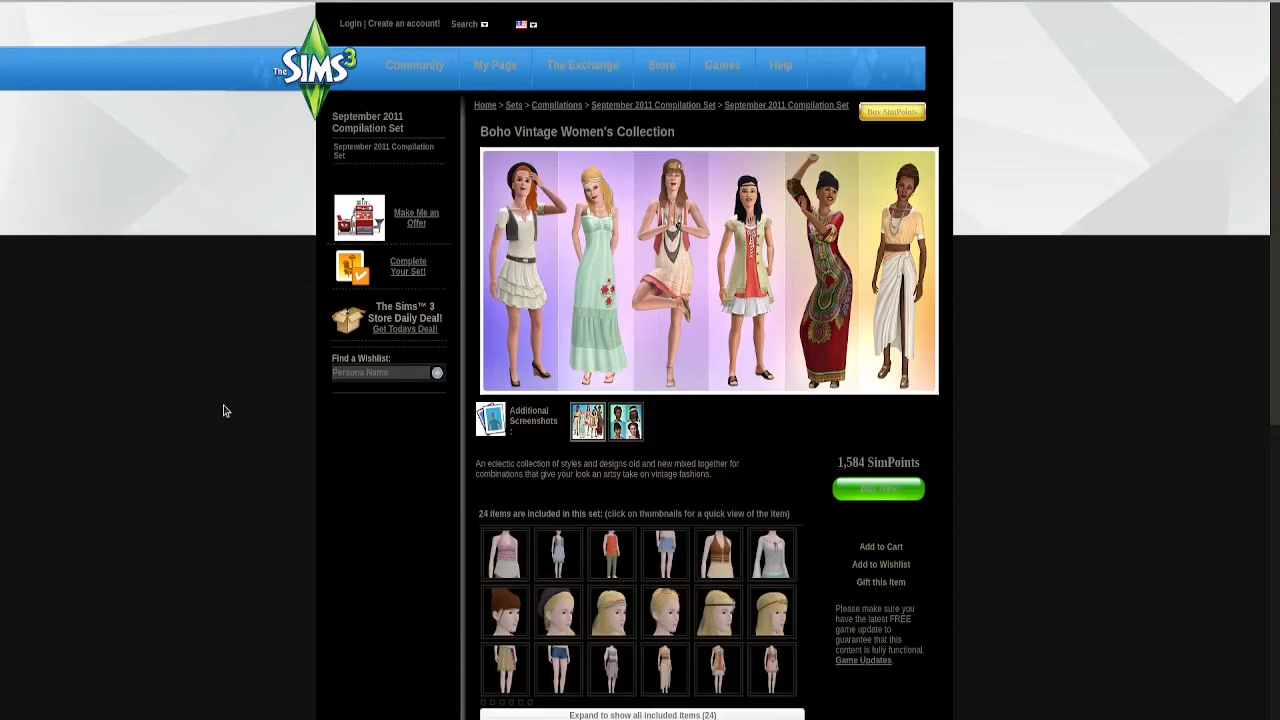 Login | Create an account!
Search
The SIMS 3
Community
My Page
The Exchange
Store
Games
Help
Home > Sets > Compilations > September 2011 Compilation Set > September 2011 Compilation Set
Buy SimPoints
September 2011
Compilation Set
September 2011 Compilation
Set
Make Me an
Offer
Complete
Your Set!
The Sims™ 3
Store Daily Deal!
Get Todays Deal!
Find a Wishlist:
Persona Name
Boho Vintage Women's Collection
Additional
Screenshots
:
An eclectic collection of styles and designs old and new mixed together for
combinations that give your look an artsy take on vintage fashions.
1,584 SimPoints
Buy Now!
24 items are included in this set: (click on thumbnails for a quick view of the item)
Add to Cart
Add to Wishlist
Gift this Item
Please make sure you
have the latest FREE
game update to
guarantee that this
content is fully functional.
Game Updates.
Expand to show all included items (24)